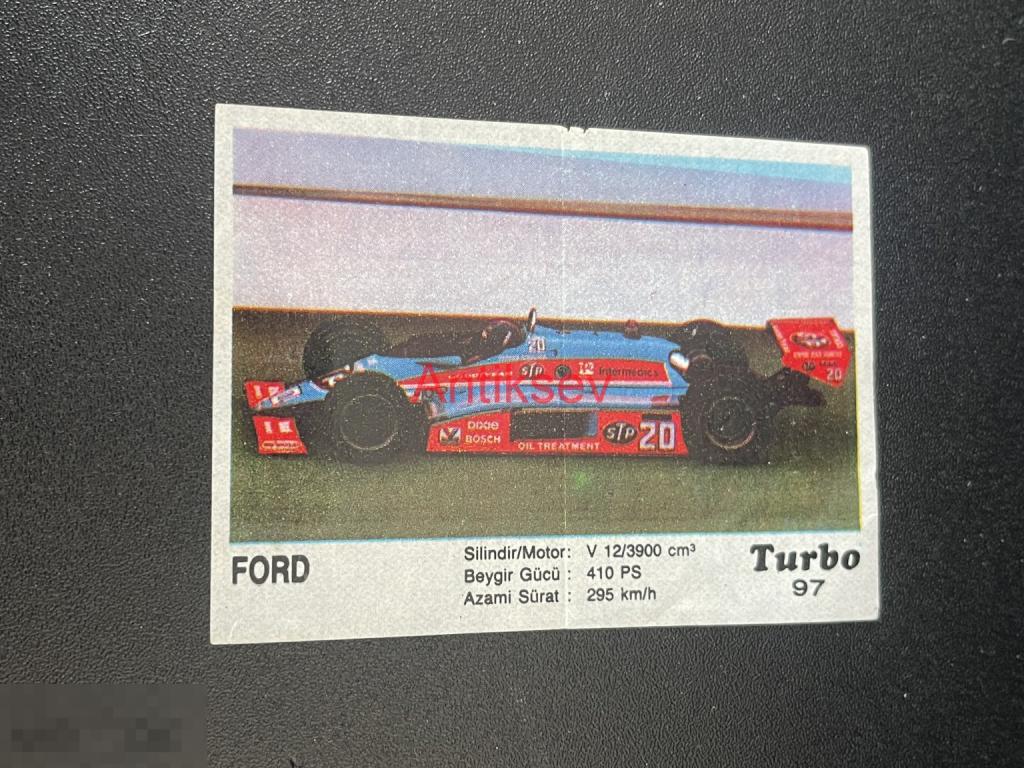 20
STP
Intermedics
Antiksev
20
DIXIE
BOSCH
OIL TREATMENT
STP
20
FORD
Silindir/Motor: V 12/3900 cm³
Beygir Gücü : 410 PS
Azami Sürat : 295 km/h
Turbo
97